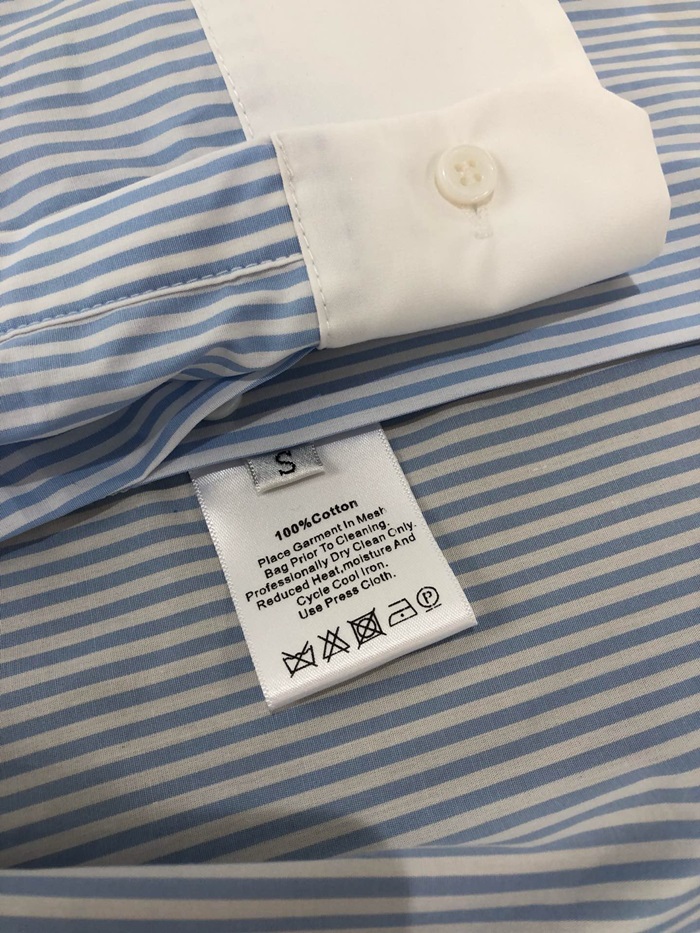 S
100%Cotton
Place Garment In Mesh
Bag Prior To Cleaning.
Professionally Dry Clean Only.
Reduced Heat,moisture And
Cycle Cool Iron.
Use Press Cloth.
P